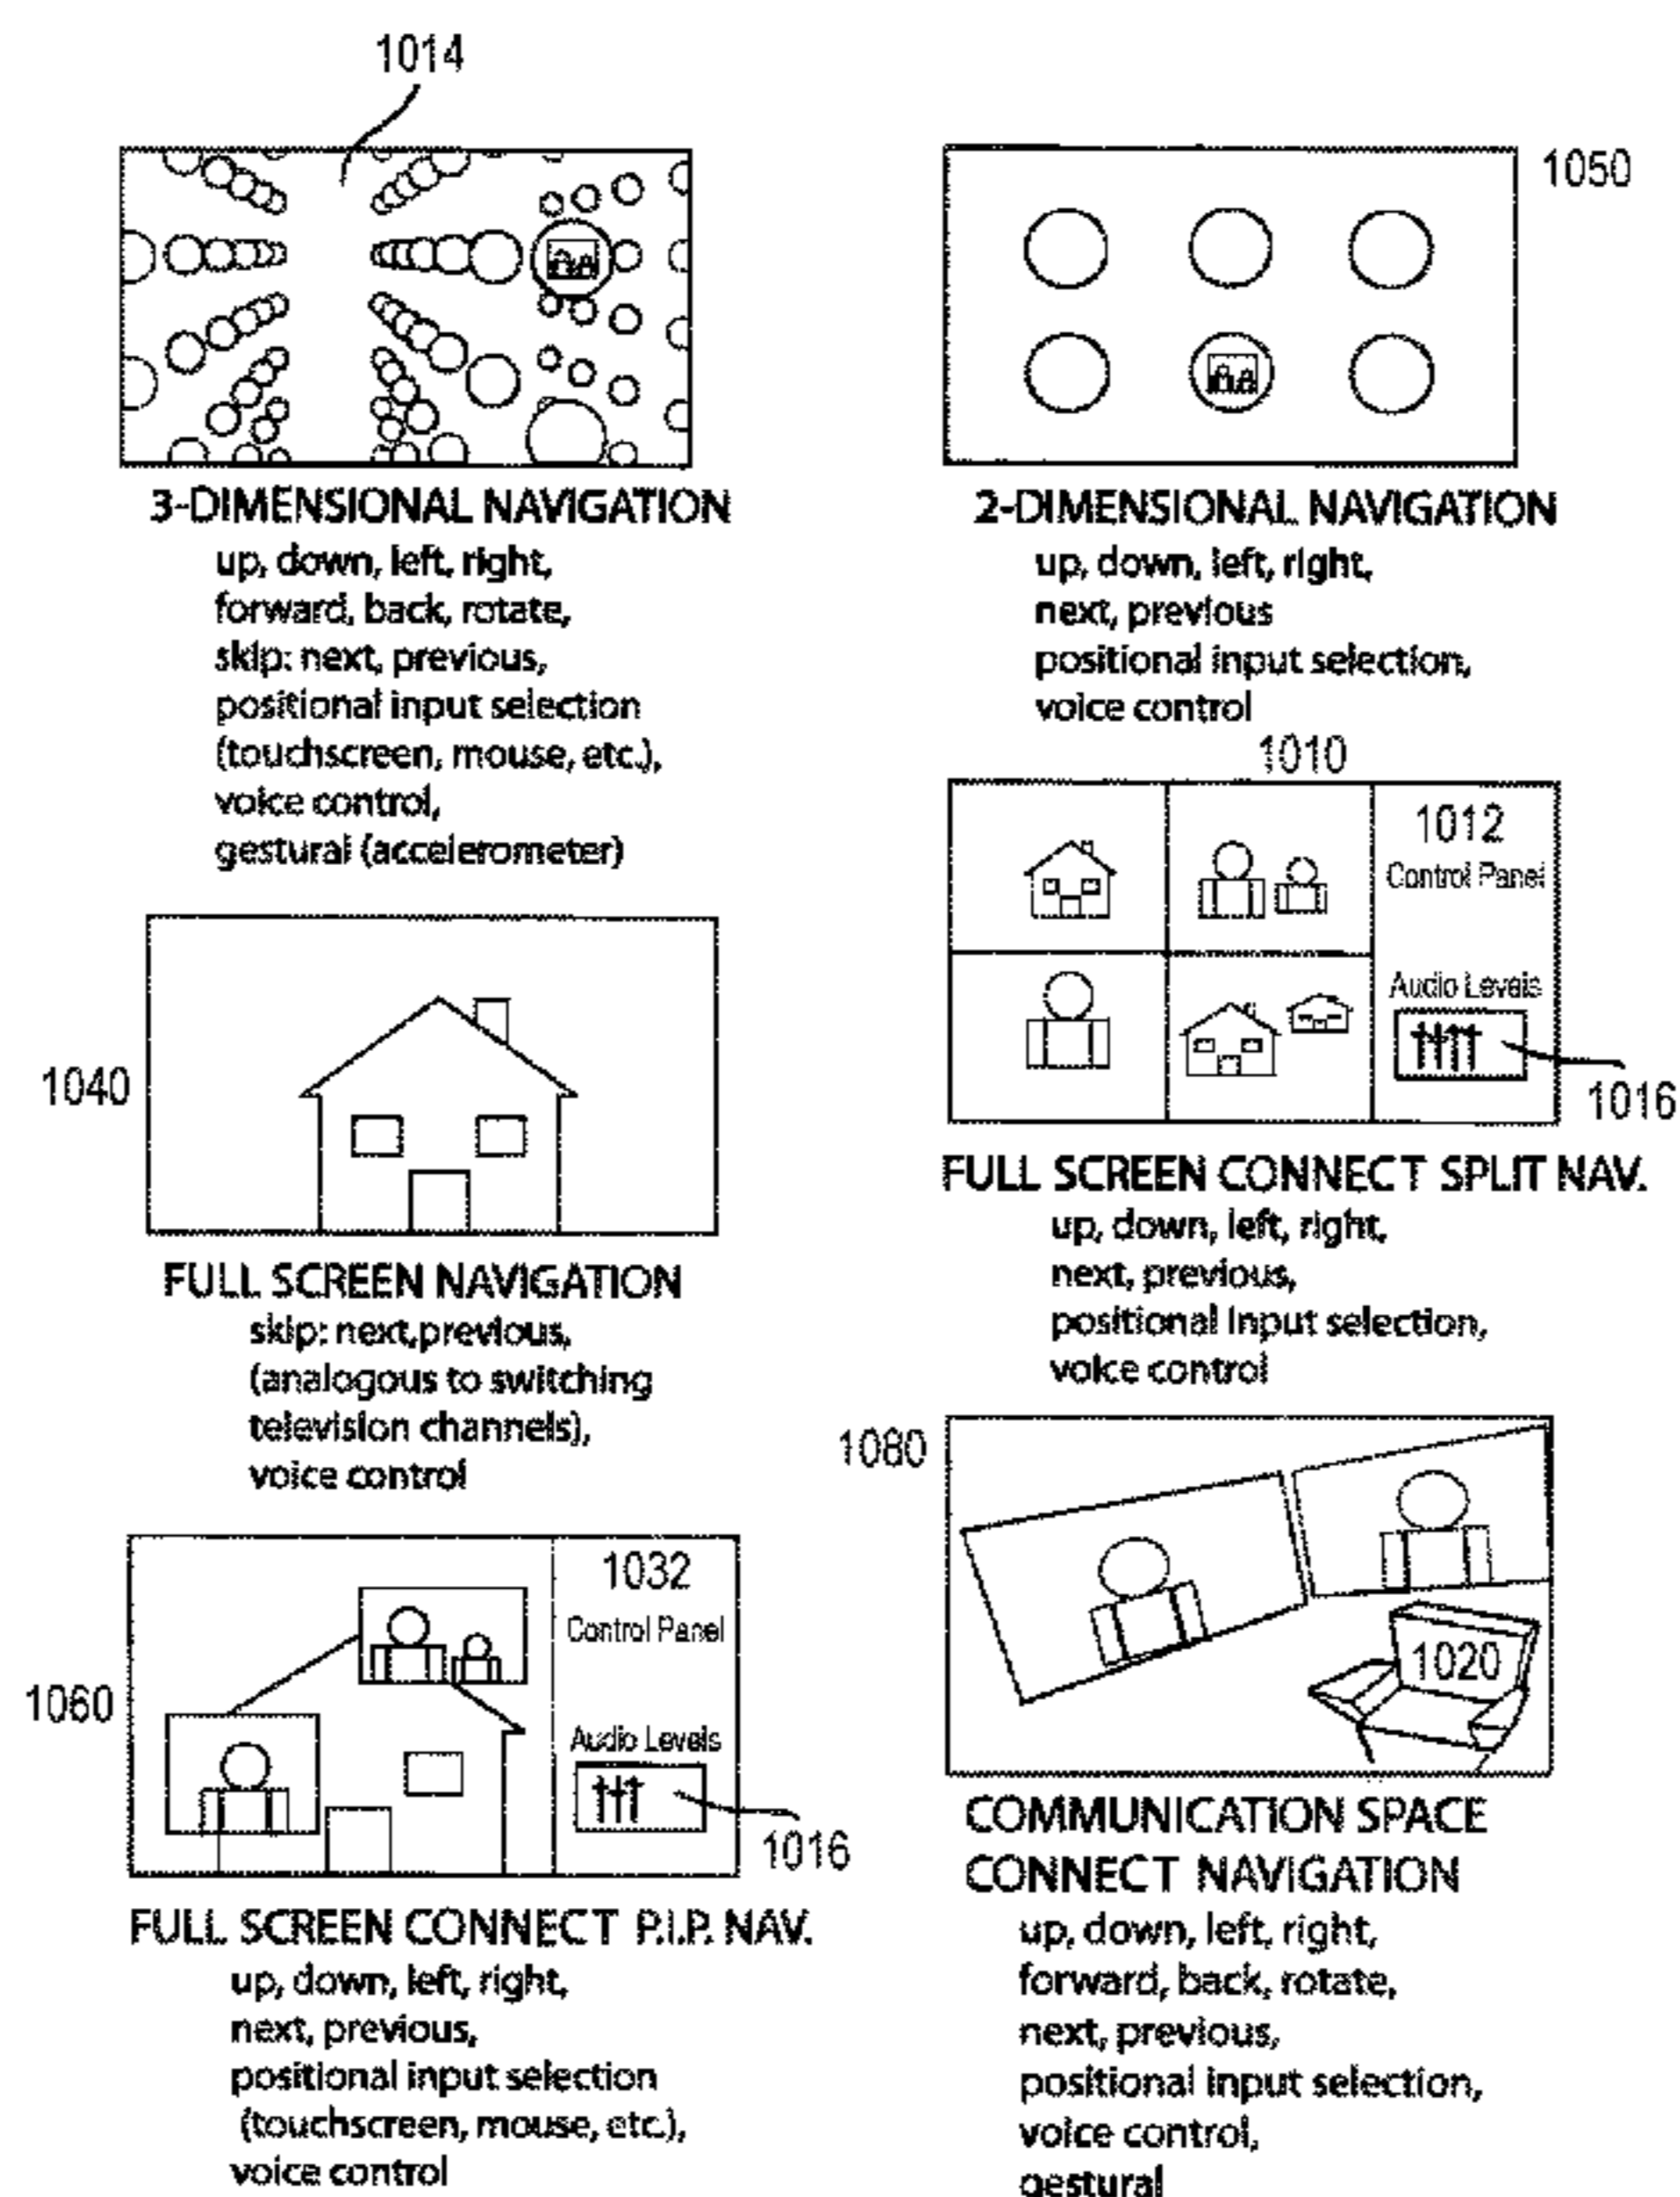 1014
3-DIMENSIONAL NAVIGATION
up, down, left, right,
forward, back, rotate,
skip: next, previous,
positional input selection
(touchscreen, mouse, etc.),
voice control,
gestural (accelerometer)
1050
2-DIMENSIONAL NAVIGATION
up, down, left, right,
next, previous
positional input selection,
voice control
1040
FULL SCREEN NAVIGATION
skip: next,previous,
(analogous to switching
television channels),
voice control
1010
1012
Control Panel
Audio Levels
1016
FULL SCREEN CONNECT SPLIT NAV.
up, down, left, right,
next, previous,
positional input selection,
voice control
1060
1032
Control Panel
Audio Levels
1016
FULL SCREEN CONNECT P.I.P. NAV.
up, down, left, right,
next, previous,
positional input selection
(touchscreen, mouse, etc.),
voice control
1080
1020
COMMUNICATION SPACE
CONNECT NAVIGATION
up, down, left, right,
forward, back, rotate,
next, previous,
positional input selection,
voice control,
gestural